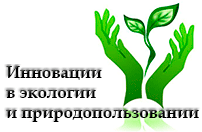 Инновации
в экологии
и природопользовании